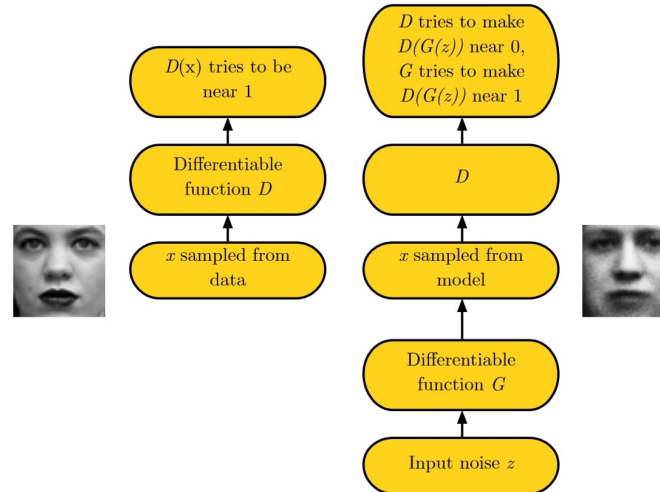 D(x) tries to be
near 1
Differentiable
function D
x sampled from
data
D tries to make
D(G(z)) near 0,
G tries to make
D(G(z)) near 1
D
x sampled from
model
Differentiable
function G
Input noise z